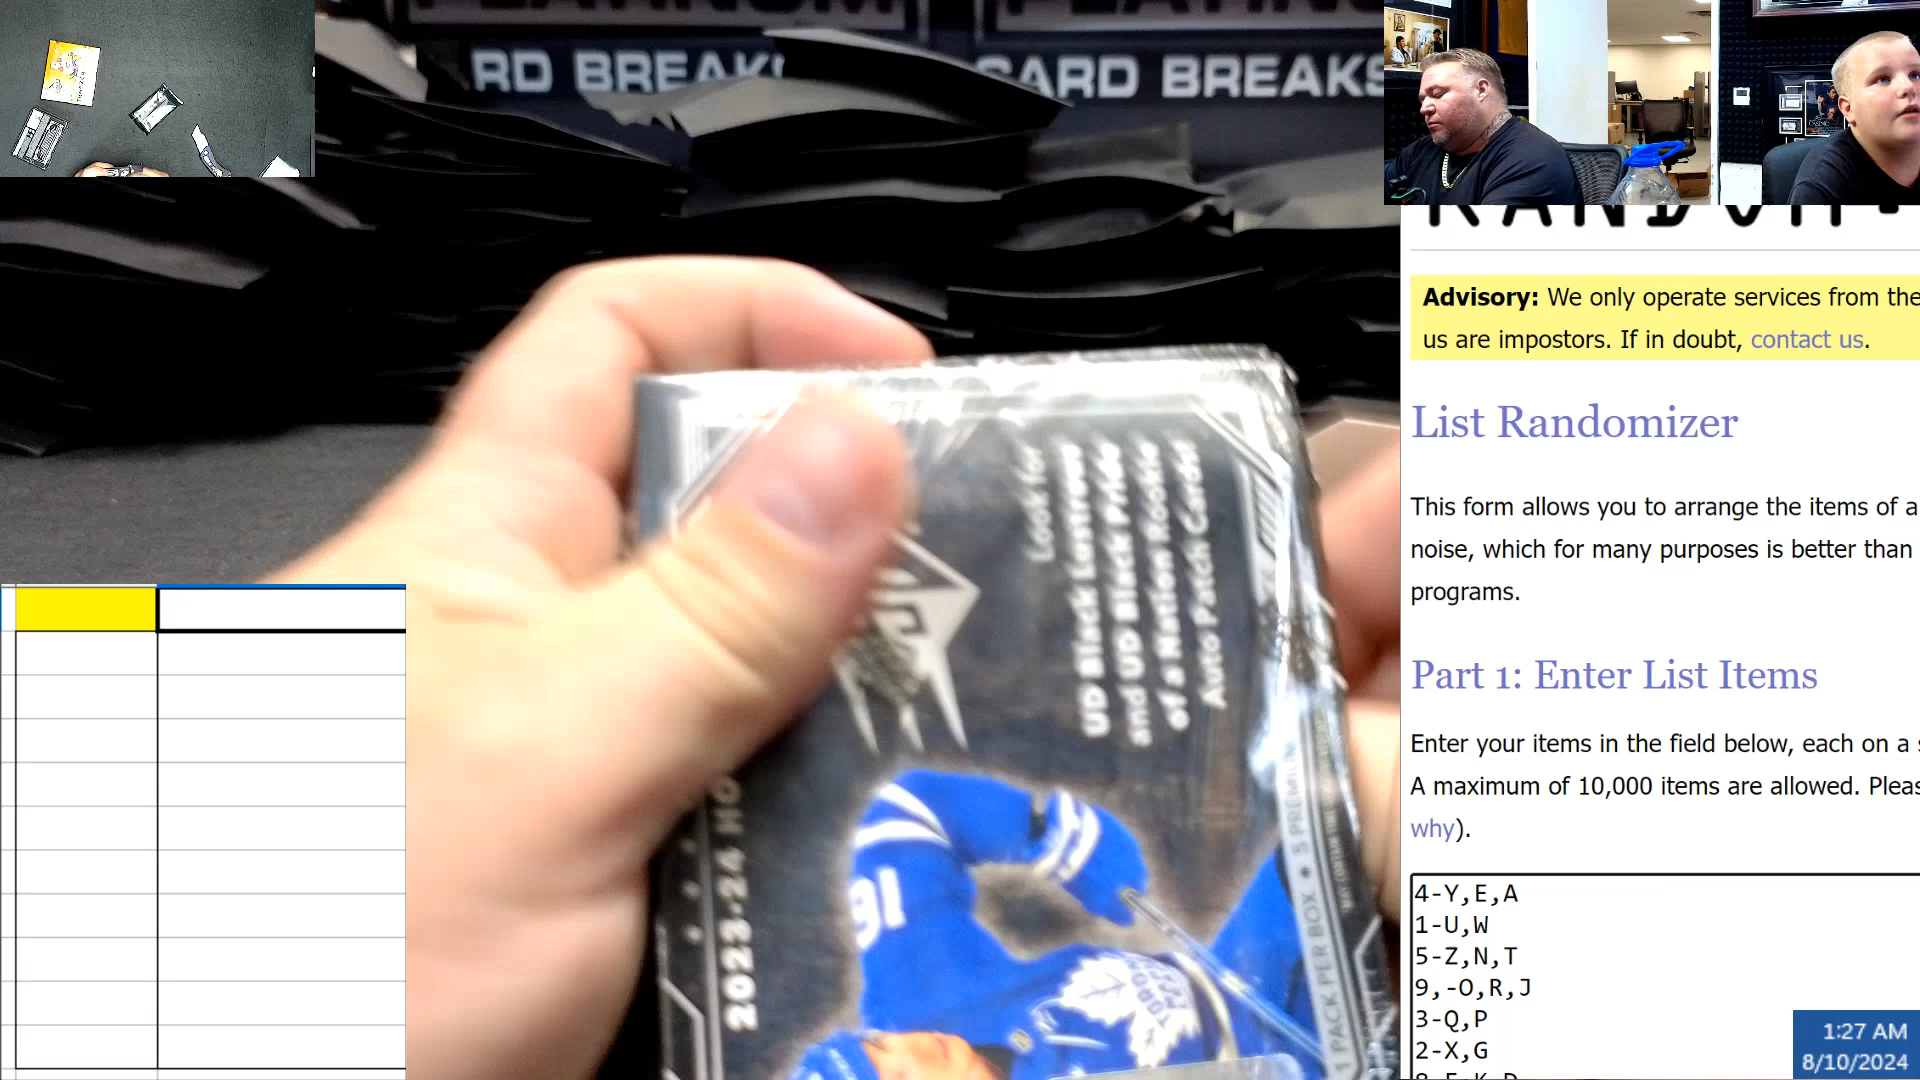 PLATINUM
RD BREAK
CARD BREAKS
RANDOM
Advisory: We only operate services from the
us are impostors. If in doubt, contact us.
List Randomizer
This form allows you to arrange the items of a
noise, which for many purposes is better than
programs.
Part 1: Enter List Items
Enter your items in the field below, each on a
A maximum of 10,000 items are allowed. Pleas
why).
4-Y,E,A
1-U,W
5-Z,N,T
9,-O,R,J
3-Q,P
2-X,G
1:27 AM
8/10/2024
Look for
UD Black Lustrous
and UD Black Pride
of a Nation Rookie
Auto Patch Cards!
2023-24 HO
91
1 PACK PER BOX • 5 PREMIUM
TORONTO